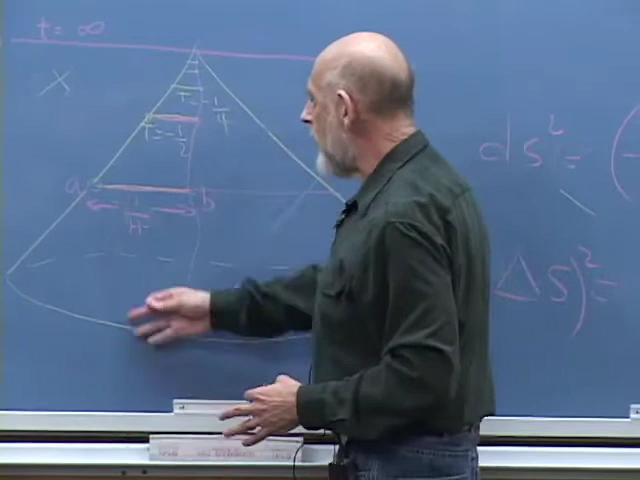 t = ∞
X
T = -1/4
T = -1/2
a b
1/H
ds² = (
Δs)² =